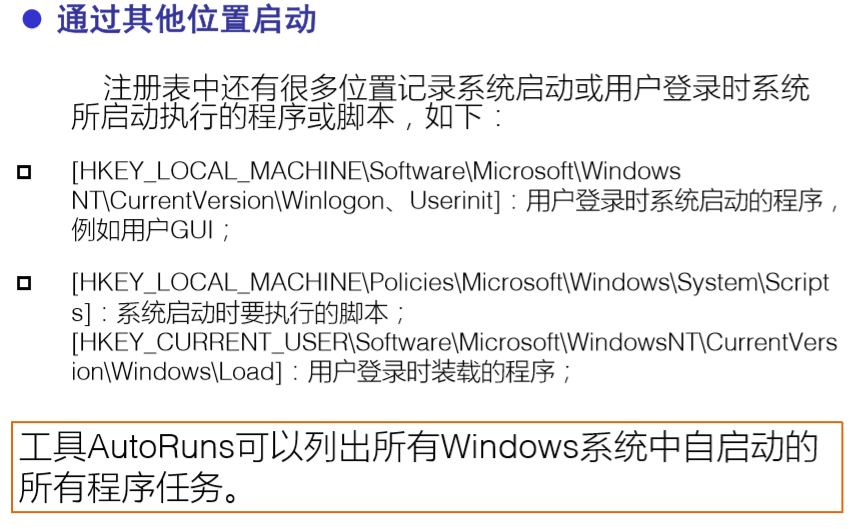 通过其他位置启动
注册表中还有很多位置记录系统启动或用户登录时系统
所启动执行的程序或脚本，如下：
[HKEY_LOCAL_MACHINE\Software\Microsoft\Windows
NT\CurrentVersion\Winlogon、Userinit]：用户登录时系统启动的程序，
例如用户GUI；
[HKEY_LOCAL_MACHINE\Policies\Microsoft\Windows\System\Script
s]：系统启动时要执行的脚本；
[HKEY_CURRENT_USER\Software\Microsoft\WindowsNT\CurrentVers
ion\Windows\Load]：用户登录时装载的程序；
工具AutoRuns可以列出所有Windows系统中自启动的
所有程序任务。